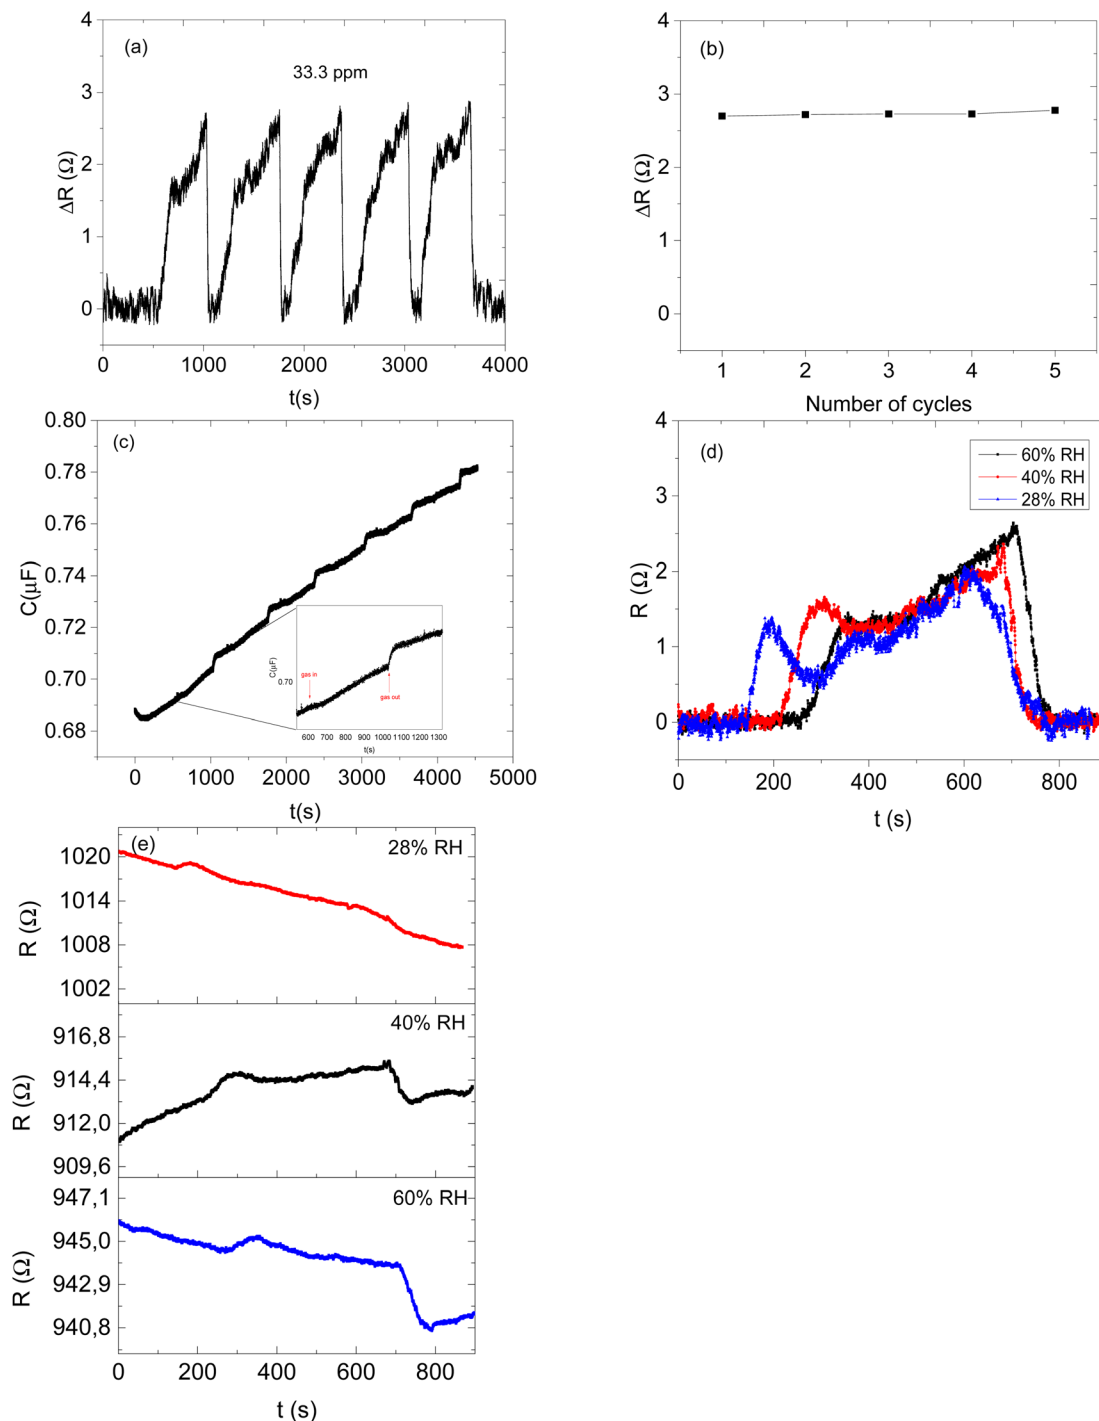 (a)
33.3 ppm
4
3
2
1
0
ΔR (Ω)
0 1000 2000 3000 4000
t(s)
(b)
4
3
2
1
0
ΔR (Ω)
1 2 3 4 5
Number of cycles
(c)
0.80
0.78
0.76
0.74
0.72
0.70
0.68
C(μF)
0 1000 2000 3000 4000 5000
t(s)
C(μF)
0.70
gas in
gas out
600 700 800 900 1000 1100 1200 1300
t(s)
(d)
60% RH
40% RH
28% RH
4
3
2
1
0
R (Ω)
0 200 400 600 800
t (s)
(e)
28% RH
1020
1014
1008
1002
R (Ω)
40% RH
916,8
914,4
912,0
909,6
R (Ω)
60% RH
947,1
945,0
942,9
940,8
R (Ω)
0 200 400 600 800
t (s)